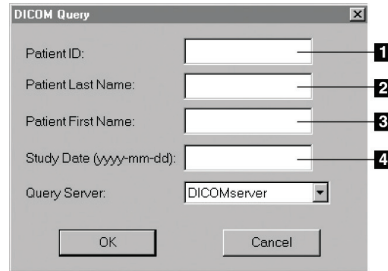 DICOM Query
Patient ID: 1
Patient Last Name: 2
Patient First Name: 3
Study Date (yyyy-mm-dd): 4
Query Server: DICOMserver
OK Cancel